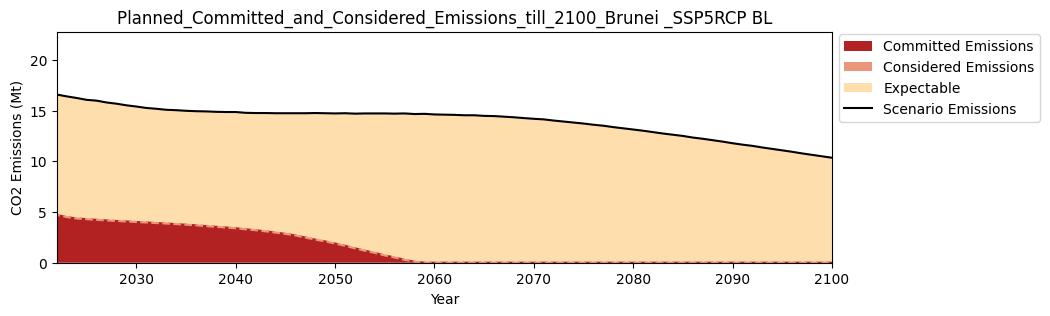 Planned_Committed_and_Considered_Emissions_till_2100_Brunei _SSP5RCP BL
Committed Emissions
Considered Emissions
Expectable
Scenario Emissions
CO2 Emissions (Mt)
20
15
10
5
0
2030 2040 2050 2060 2070 2080 2090 2100
Year